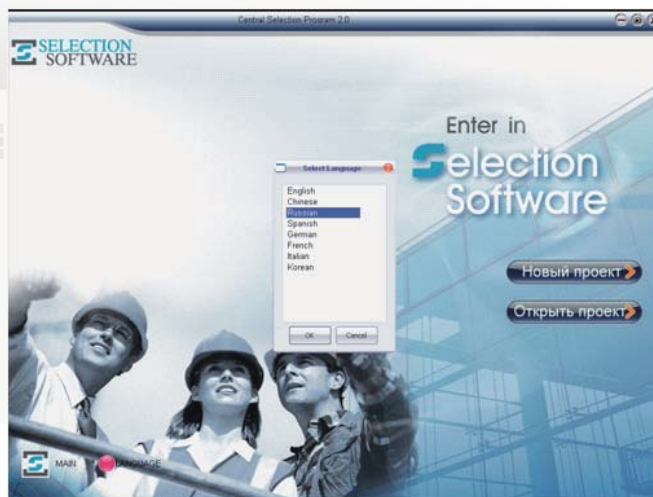 Central Selection Program 2.0
SELECTION
SOFTWARE
Enter in
Selection
Software
Select Language
English
Chinese
Russian
Spanish
German
French
Italian
Korean
OK
Cancel
Новый проект
Открыть проект
MAIN
LANGUAGE